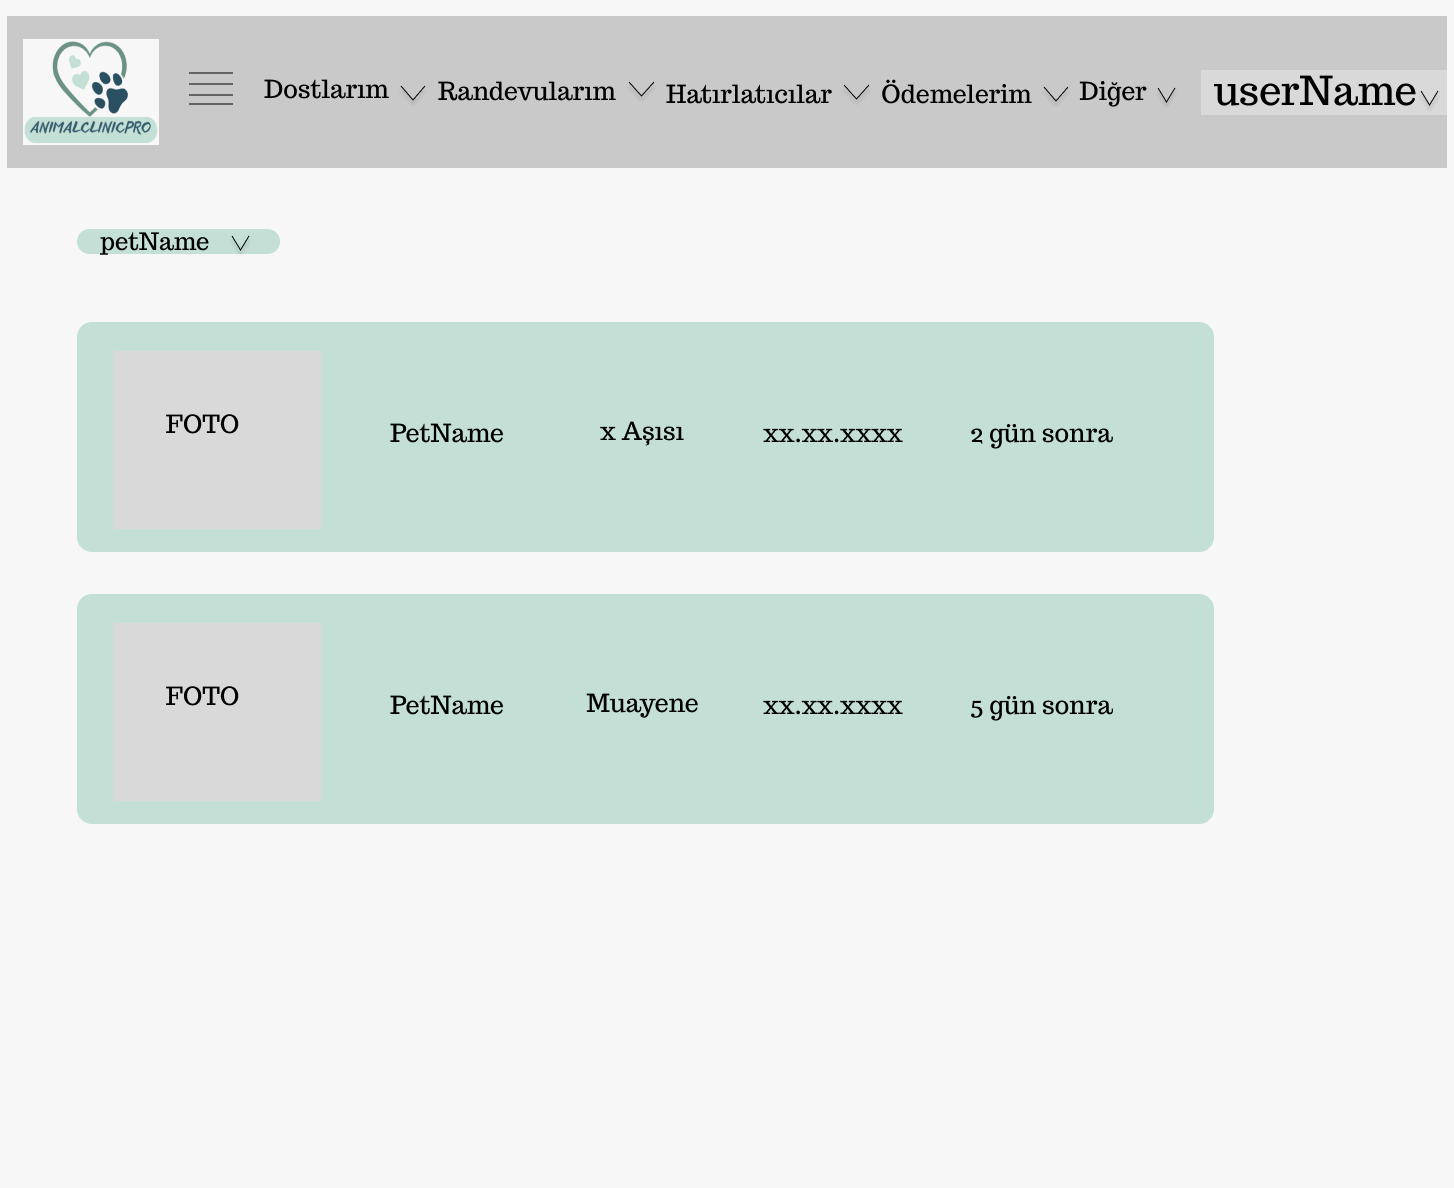 ANIMALCLINICPRO
Dostlarım Randevularım Hatırlatıcılar Ödemelerim Diğer userName
petName
FOTO PetName x Aşısı xx.xx.xxxx 2 gün sonra
FOTO PetName Muayene xx.xx.xxxx 5 gün sonra